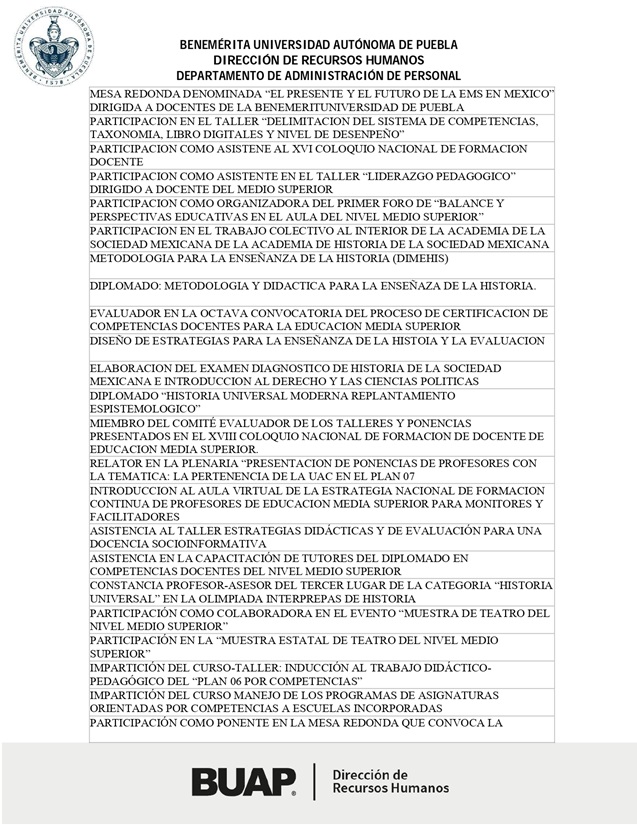 BENEMÉRITA UNIVERSIDAD AUTÓNOMA DE PUEBLA
1578
BENEMÉRITA UNIVERSIDAD AUTÓNOMA DE PUEBLA
DIRECCIÓN DE RECURSOS HUMANOS
DEPARTAMENTO DE ADMINISTRACIÓN DE PERSONAL
MESA REDONDA DENOMINADA “EL PRESENTE Y EL FUTURO DE LA EMS EN MEXICO”
DIRIGIDA A DOCENTES DE LA BENEMERITUNIVERSIDAD DE PUEBLA
PARTICIPACION EN EL TALLER “DELIMITACION DEL SISTEMA DE COMPETENCIAS,
TAXONOMIA, LIBRO DIGITALES Y NIVEL DE DESENPEÑO”
PARTICIPACION COMO ASISTENE AL XVI COLOQUIO NACIONAL DE FORMACION
DOCENTE
PARTICIPACION COMO ASISTENTE EN EL TALLER “LIDERAZGO PEDAGOGICO”
DIRIGIDO A DOCENTE DEL MEDIO SUPERIOR
PARTICIPACION COMO ORGANIZADORA DEL PRIMER FORO DE “BALANCE Y
PERSPECTIVAS EDUCATIVAS EN EL AULA DEL NIVEL MEDIO SUPERIOR”
PARTICIPACION EN EL TRABAJO COLECTIVO AL INTERIOR DE LA ACADEMIA DE LA
SOCIEDAD MEXICANA DE LA ACADEMIA DE HISTORIA DE LA SOCIEDAD MEXICANA
METODOLOGIA PARA LA ENSEÑANZA DE LA HISTORIA (DIMEHIS)
DIPLOMADO: METODOLOGIA Y DIDACTICA PARA LA ENSEÑAZA DE LA HISTORIA.
EVALUADOR EN LA OCTAVA CONVOCATORIA DEL PROCESO DE CERTIFICACION DE
COMPETENCIAS DOCENTES PARA LA EDUCACION MEDIA SUPERIOR
DISEÑO DE ESTRATEGIAS PARA LA ENSEÑANZA DE LA HISTOIA Y LA EVALUACION
ELABORACION DEL EXAMEN DIAGNOSTICO DE HISTORIA DE LA SOCIEDAD
MEXICANA E INTRODUCCION AL DERECHO Y LAS CIENCIAS POLITICAS
DIPLOMADO “HISTORIA UNIVERSAL MODERNA REPLANTAMIENTO
ESPISTEMOLOGICO”
MIEMBRO DEL COMITÉ EVALUADOR DE LOS TALLERES Y PONENCIAS
PRESENTADOS EN EL XVIII COLOQUIO NACIONAL DE FORMACION DE DOCENTE DE
EDUCACION MEDIA SUPERIOR.
RELATOR EN LA PLENARIA “PRESENTACION DE PONENCIAS DE PROFESORES CON
LA TEMATICA: LA PERTENENCIA DE LA UAC EN EL PLAN 07
INTRODUCCION AL AULA VIRTUAL DE LA ESTRATEGIA NACIONAL DE FORMACION
CONTINUA DE PROFESORES DE EDUCACION MEDIA SUPERIOR PARA MONITORES Y
FACILITADORES
ASISTENCIA AL TALLER ESTRATEGIAS DIDÁCTICAS Y DE EVALUACIÓN PARA UNA
DOCENCIA SOCIOINFORMATIVA
ASISTENCIA EN LA CAPACITACIÓN DE TUTORES DEL DIPLOMADO EN
COMPETENCIAS DOCENTES DEL NIVEL MEDIO SUPERIOR
CONSTANCIA PROFESOR-ASESOR DEL TERCER LUGAR DE LA CATEGORIA “HISTORIA
UNIVERSAL” EN LA OLIMPIADA INTERPREPAS DE HISTORIA
PARTICIPACIÓN COMO COLABORADORA EN EL EVENTO “MUESTRA DE TEATRO DEL
NIVEL MEDIO SUPERIOR”
PARTICIPACIÓN EN LA “MUESTRA ESTATAL DE TEATRO DEL NIVEL MEDIO
SUPERIOR”
IMPARTICIÓN DEL CURSO-TALLER: INDUCCIÓN AL TRABAJO DIDÁCTICO-
PEDAGÓGICO DEL “PLAN 06 POR COMPETENCIAS”
IMPARTICIÓN DEL CURSO MANEJO DE LOS PROGRAMAS DE ASIGNATURAS
ORIENTADAS POR COMPETENCIAS A ESCUELAS INCORPORADAS
PARTICIPACIÓN COMO PONENTE EN LA MESA REDONDA QUE CONVOCA LA
BUAP®
Dirección de
Recursos Humanos